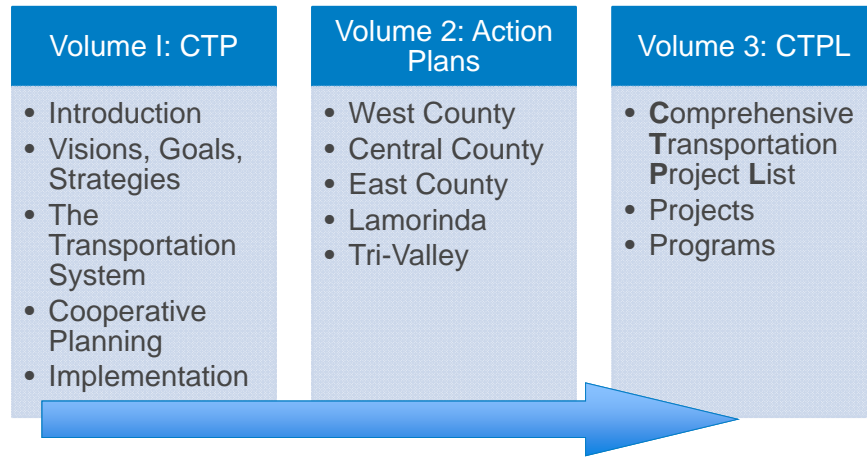 Volume I: CTP
• Introduction
• Visions, Goals,
Strategies
• The
Transportation
System
• Cooperative
Planning
• Implementation
Volume 2: Action
Plans
• West County
• Central County
• East County
• Lamorinda
• Tri-Valley
Volume 3: CTPL
• Comprehensive
Transportation
Project List
• Projects
• Programs